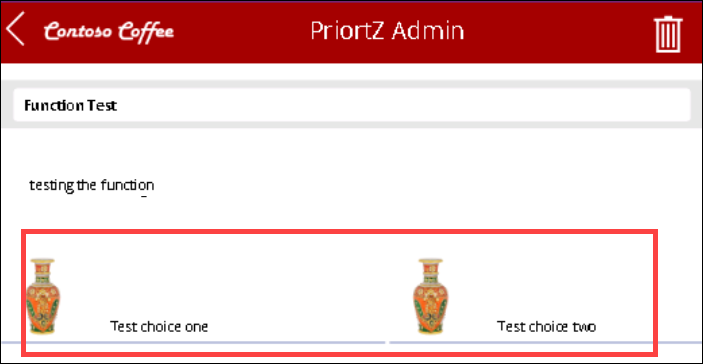 Contoso Coffee
PriortZ Admin
Function Test
testing the function
Test choice one
Test choice two